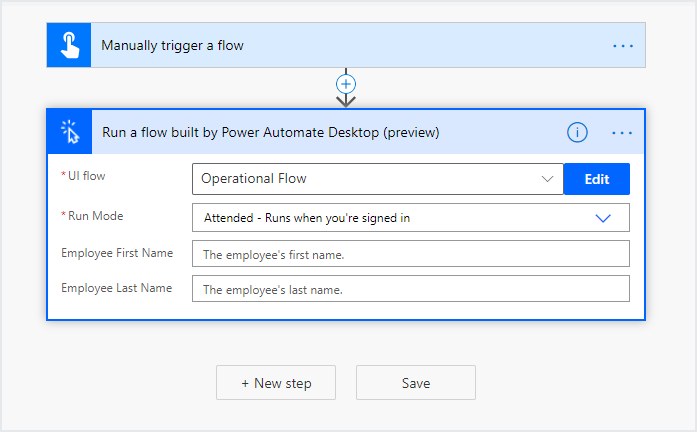 Manually trigger a flow
Run a flow built by Power Automate Desktop (preview)
* UI flow
Operational Flow
Edit
* Run Mode
Attended - Runs when you're signed in
Employee First Name
The employee's first name.
Employee Last Name
The employee's last name.
+ New step
Save